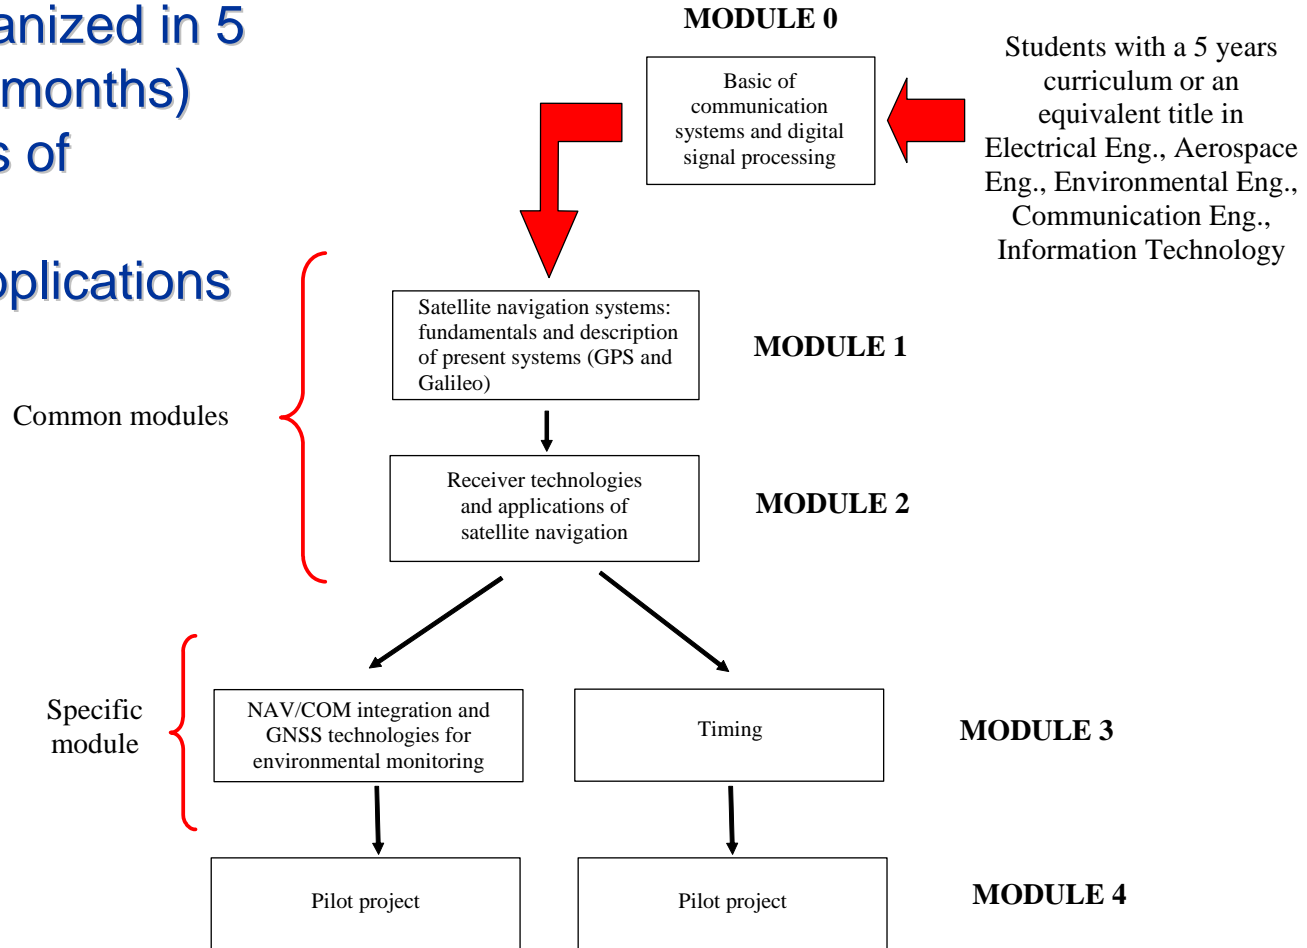 anized in 5
months)
s of
oplications
MODULE 0
Basic of
communication
systems and digital
signal processing
Students with a 5 years
curriculum or an
equivalent title in
Electrical Eng., Aerospace
Eng., Environmental Eng.,
Communication Eng.,
Information Technology
Satellite navigation systems:
fundamentals and description
of present systems (GPS and
Galileo)
MODULE 1
Common modules
Receiver technologies
and applications of
satellite navigation
MODULE 2
Specific
module
NAV/COM integration and
GNSS technologies for
environmental monitoring
Timing
MODULE 3
Pilot project
Pilot project
MODULE 4